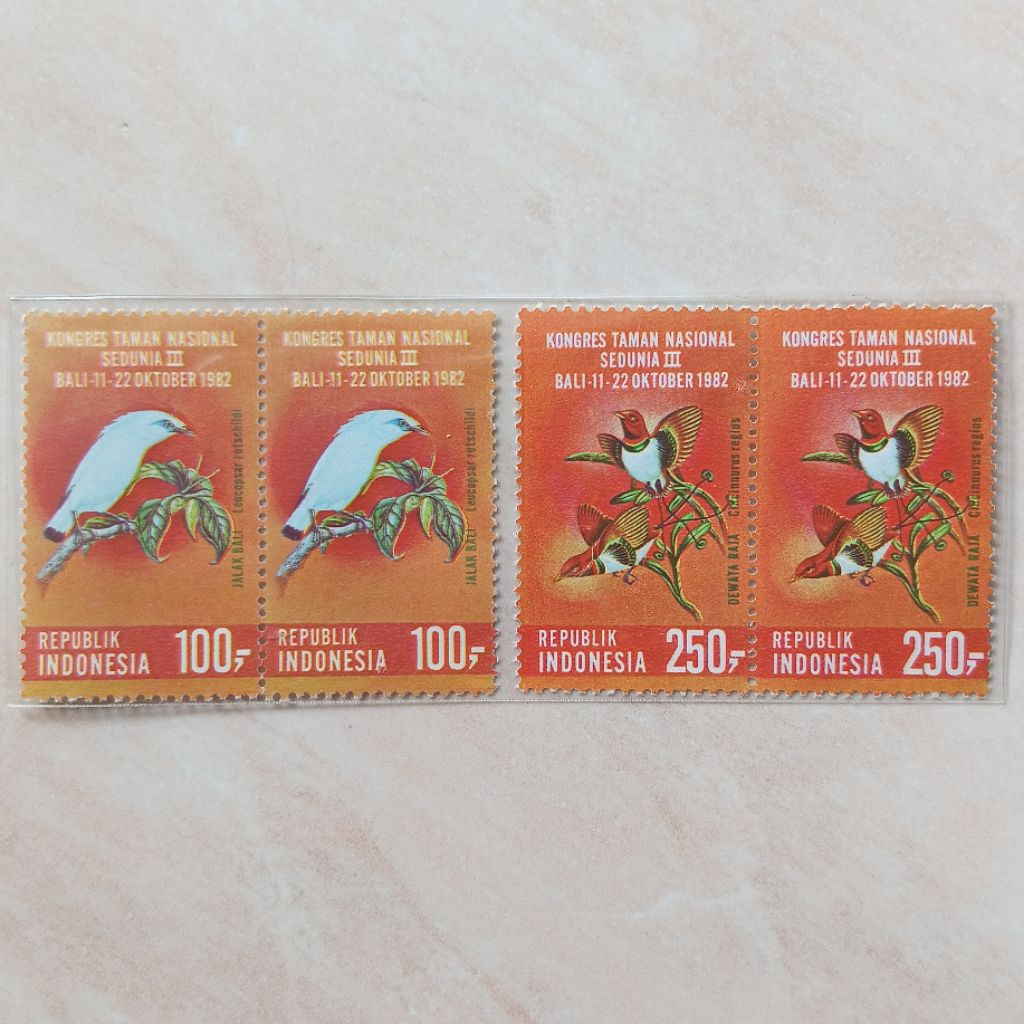 KONGRES TAMAN NASIONAL
SEDUNIA III
BALI-11-22 OKTOBER 1982
JALAK BALI Leucopsar rotschildi
REPUBLIK
INDONESIA
100,-
KONGRES TAMAN NASIONAL
SEDUNIA III
BALI-11-22 OKTOBER 1982
JALAK BALI Leucopsar rotschildi
REPUBLIK
INDONESIA
100,-
KONGRES TAMAN NASIONAL
SEDUNIA III
BALI-11-22 OKTOBER 1982
DEWATA RAJA Cicinnurus regius
REPUBLIK
INDONESIA
250,-
KONGRES TAMAN NASIONAL
SEDUNIA III
BALI-11-22 OKTOBER 1982
DEWATA RAJA Cicinnurus regius
REPUBLIK
INDONESIA
250,-